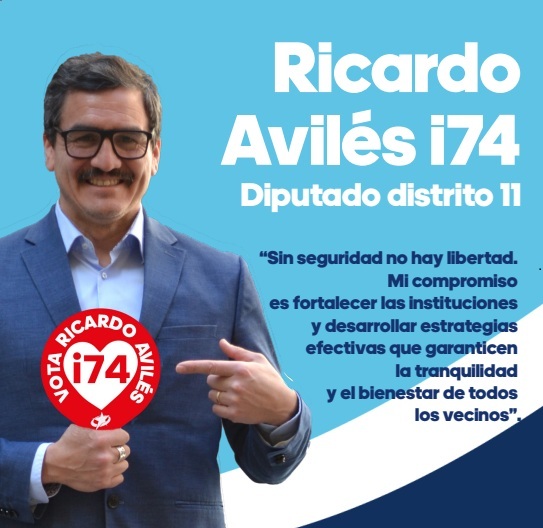 Ricardo
Avilés i74
Diputado distrito 11
“Sin seguridad no hay libertad.
Mi compromiso
es fortalecer las instituciones
y desarrollar estrategias
efectivas que garanticen
la tranquilidad
y el bienestar de todos
los vecinos”.
VOTA RICARDO AVILÉS
i74